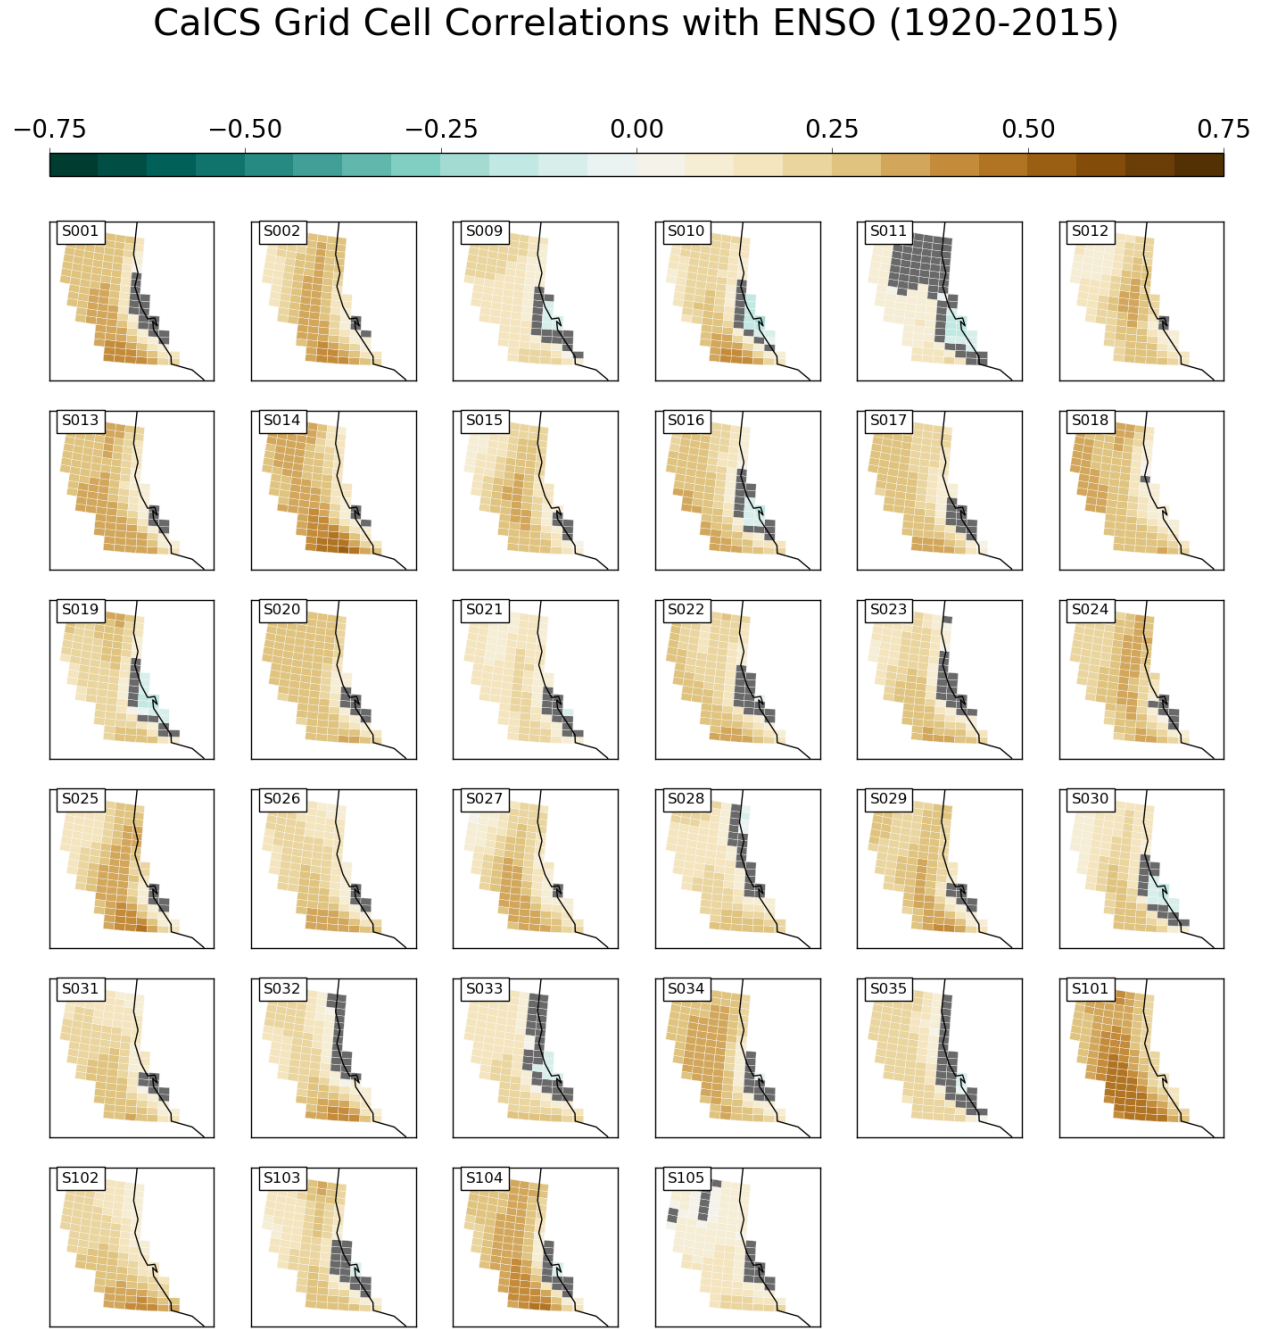 CalCS Grid Cell Correlations with ENSO (1920-2015)
−0.75 −0.50 −0.25 0.00 0.25 0.50 0.75
S001 S002 S009 S010 S011 S012
S013 S014 S015 S016 S017 S018
S019 S020 S021 S022 S023 S024
S025 S026 S027 S028 S029 S030
S031 S032 S033 S034 S035 S101
S102 S103 S104 S105